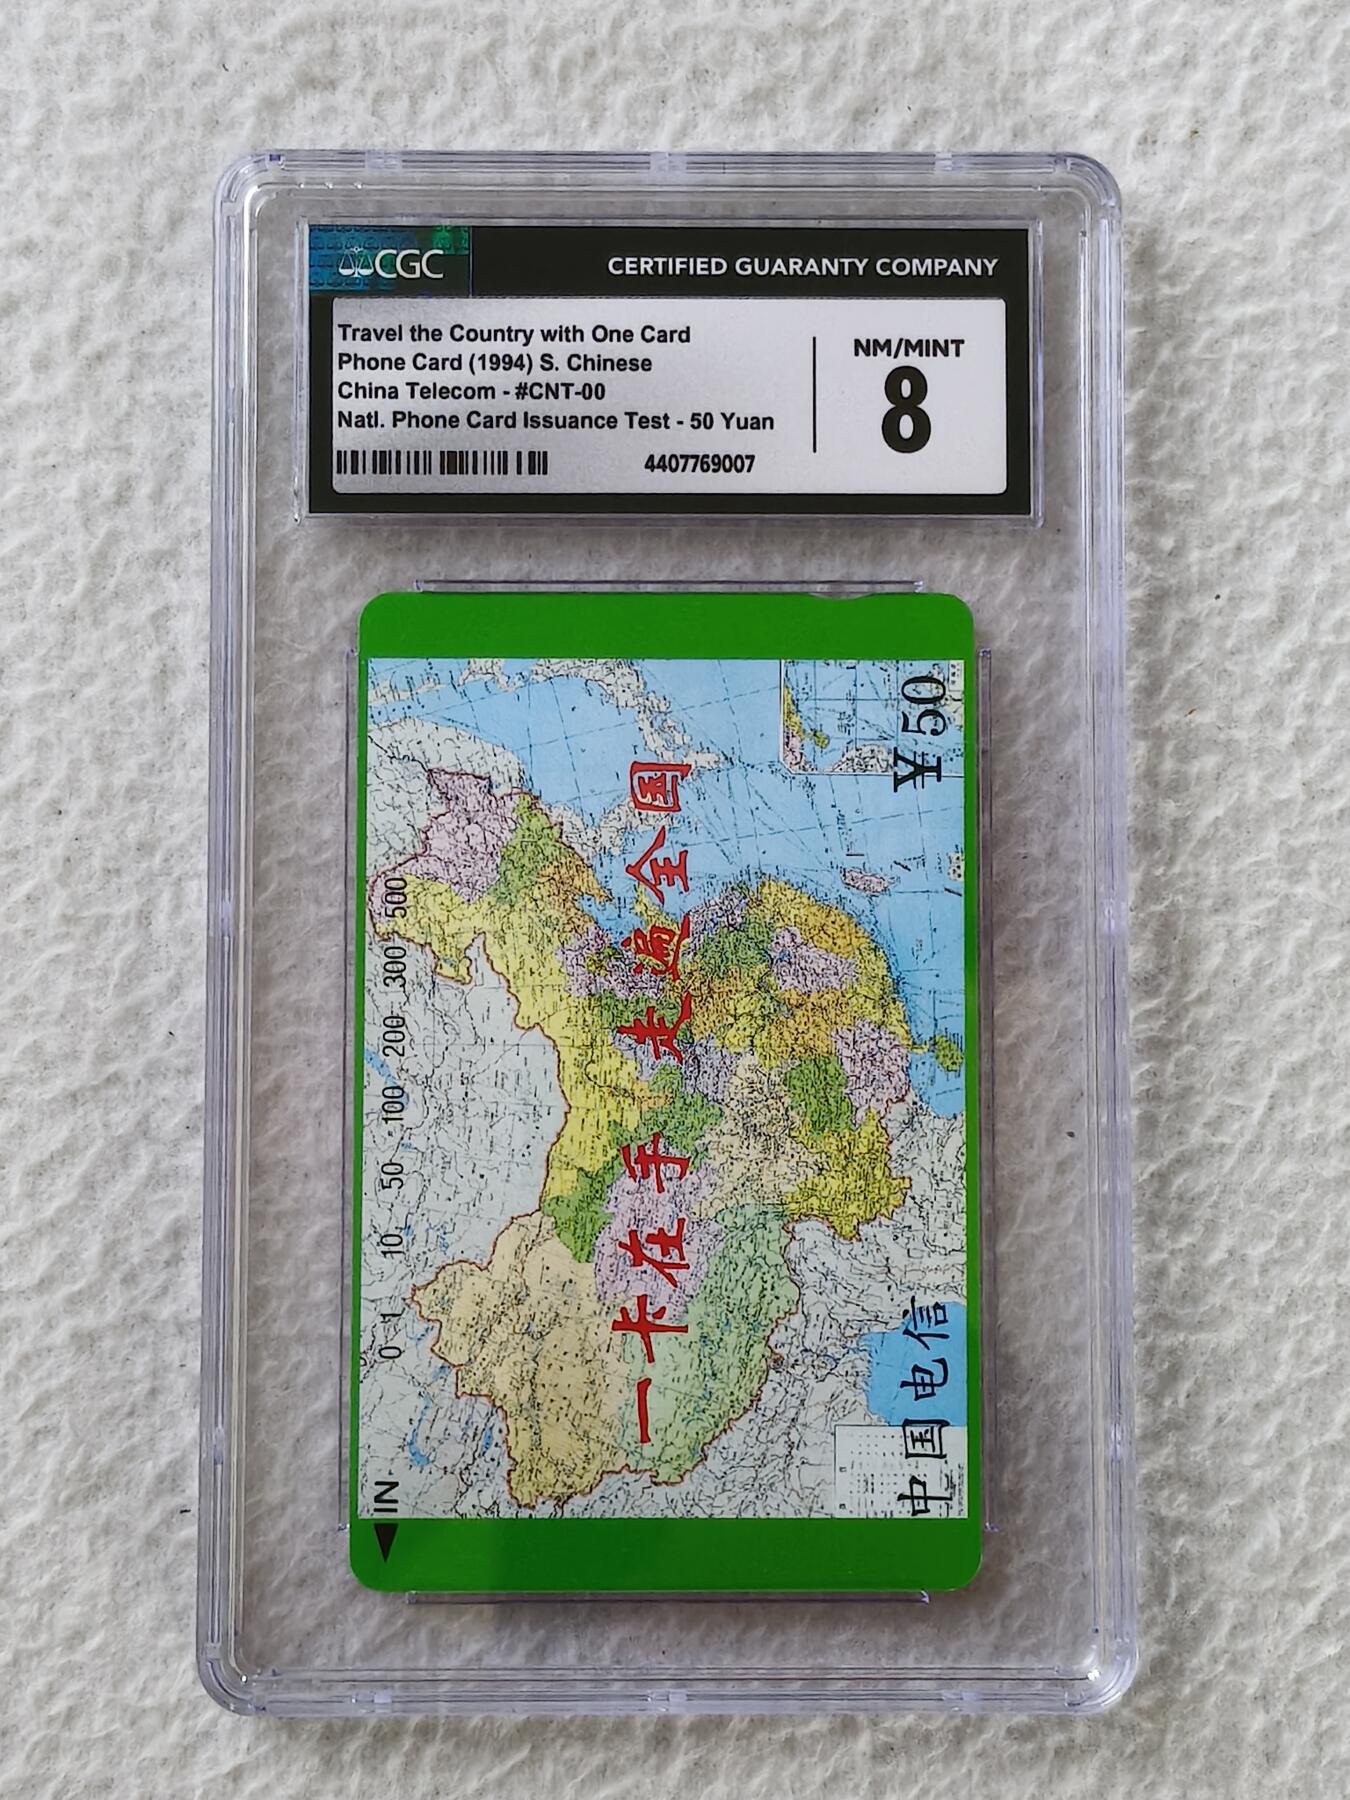 CGC
CERTIFIED GUARANTY COMPANY
Travel the Country with One Card
Phone Card (1994) S. Chinese
China Telecom - #CNT-00
Natl. Phone Card Issuance Test - 50 Yuan
4407769007
NM/MINT
8
IN
0 1 10 50 100 200 300 500
一卡在手 走遍全国
中国电信
¥50